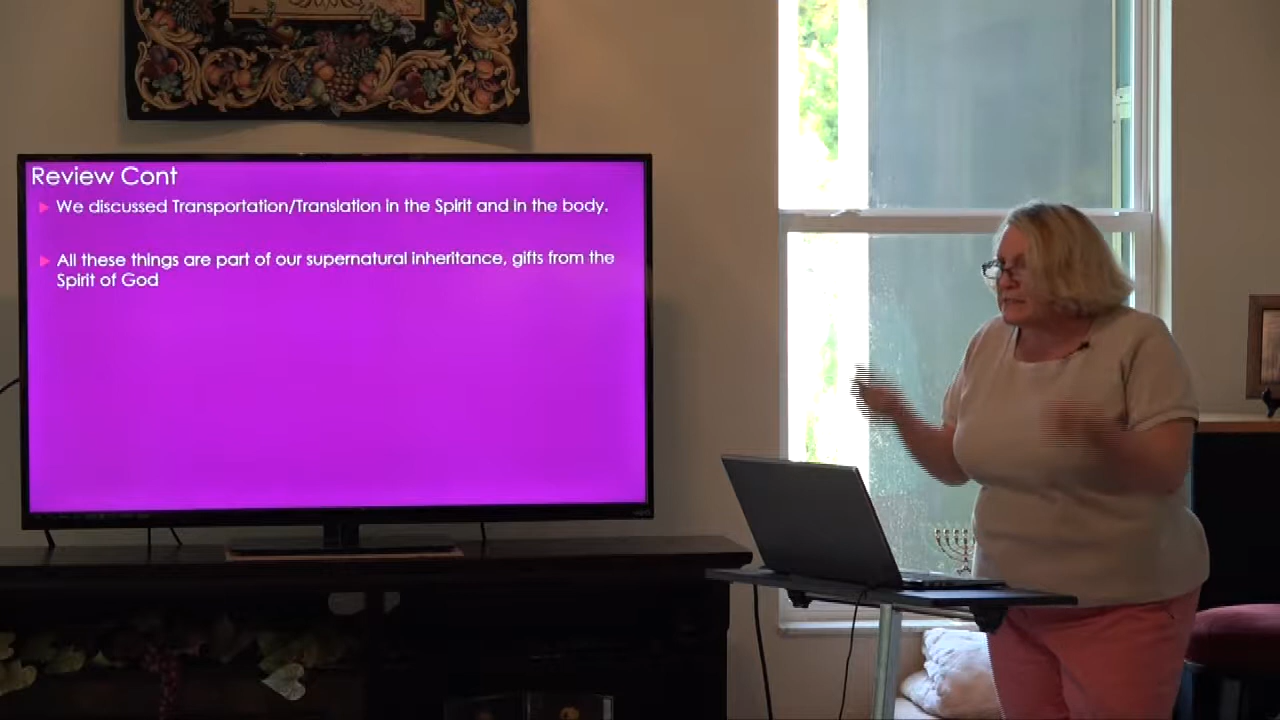 Review Cont
We discussed Transportation/Translation in the Spirit and in the body.
All these things are part of our supernatural inheritance, gifts from the
Spirit of God